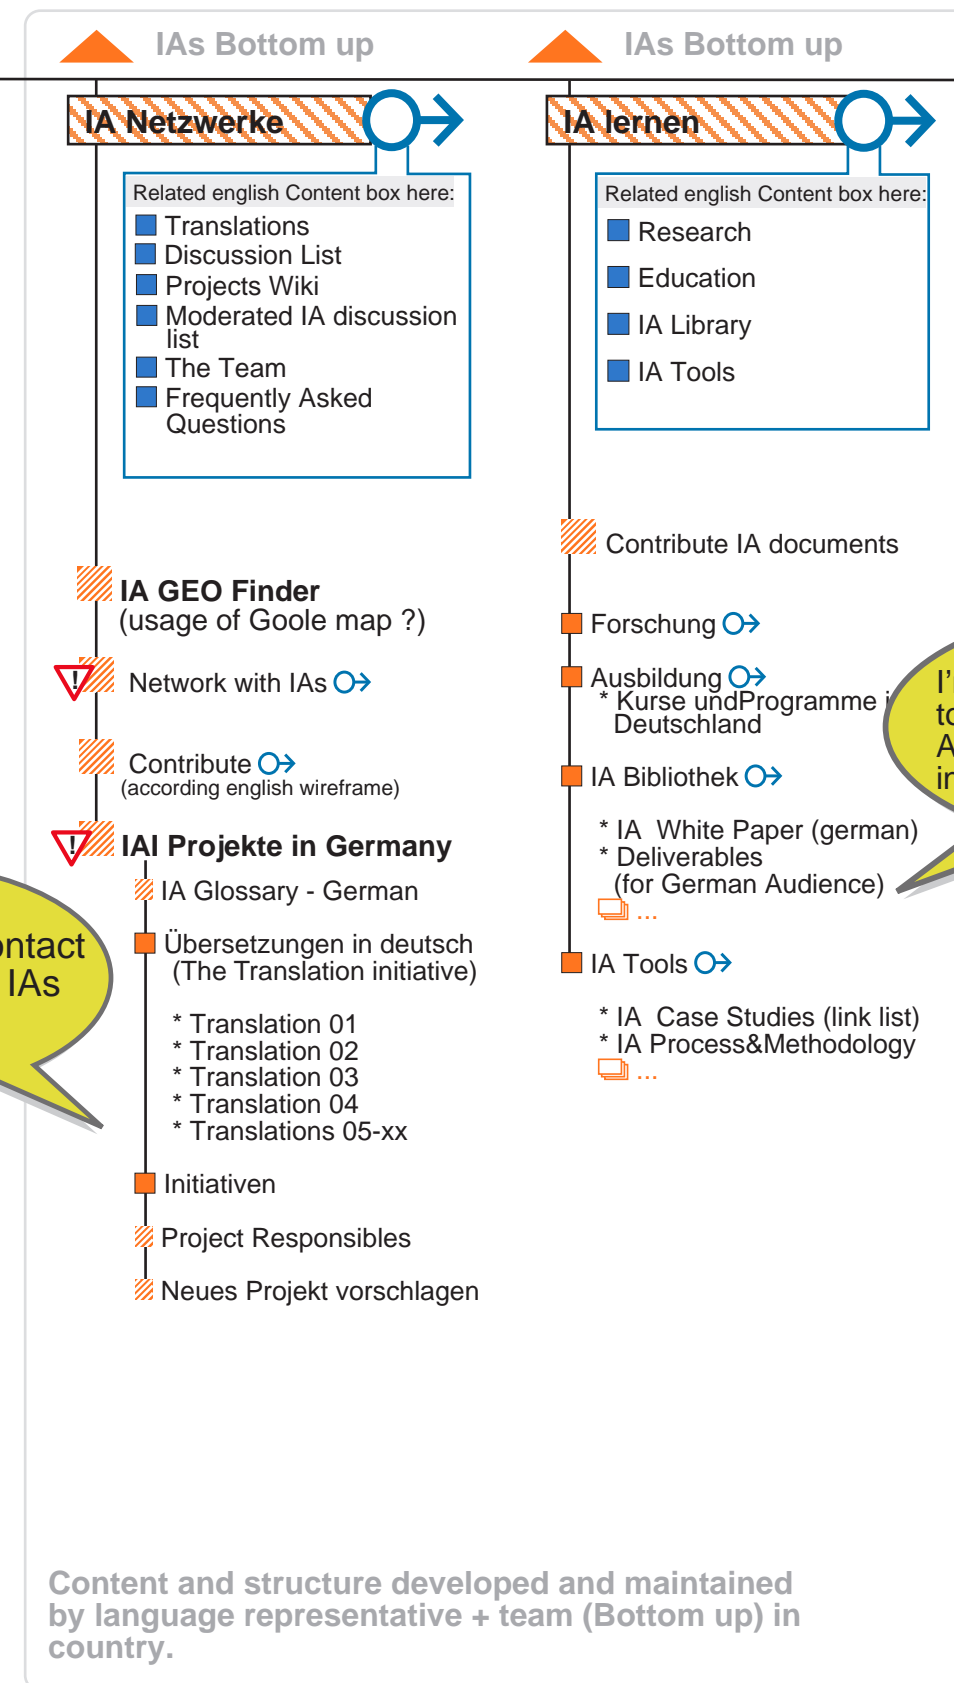 IAs Bottom up
IAs Bottom up
IA Netzwerke
Related english Content box here:
Translations
Discussion List
Projects Wiki
Moderated IA discussion
list
The Team
Frequently Asked
Questions
IA GEO Finder
(usage of Goole map ?)
!
Network with IAs
Contribute
(according english wireframe)
!
IAI Projekte in Germany
IA Glossary - German
Übersetzungen in deutsch
(The Translation initiative)
* Translation 01
* Translation 02
* Translation 03
* Translation 04
* Translations 05-xx
Initiativen
Project Responsibles
Neues Projekt vorschlagen
IAs
IA lernen
Related english Content box here:
Research
Education
IA Library
IA Tools
Contribute IA documents
Forschung
Ausbildung
* Kurse undProgramme
Deutschland
IA Bibliothek
* IA White Paper (german)
* Deliverables
(for German Audience)
...
IA Tools
* IA Case Studies (link list)
* IA Process&Methodology
...
Content and structure developed and maintained
by language representative + team (Bottom up) in
country.